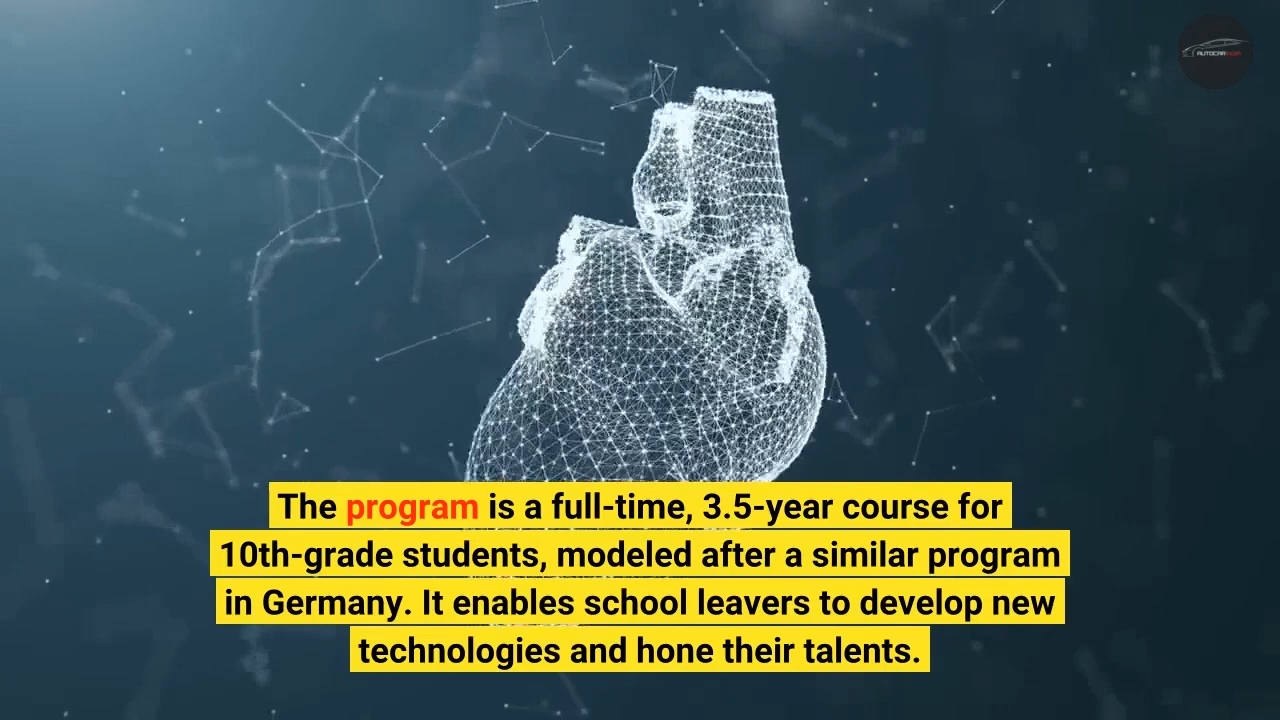 AUTOCARINDIA
The program is a full-time, 3.5-year course for
10th-grade students, modeled after a similar program
in Germany. It enables school leavers to develop new
technologies and hone their talents.